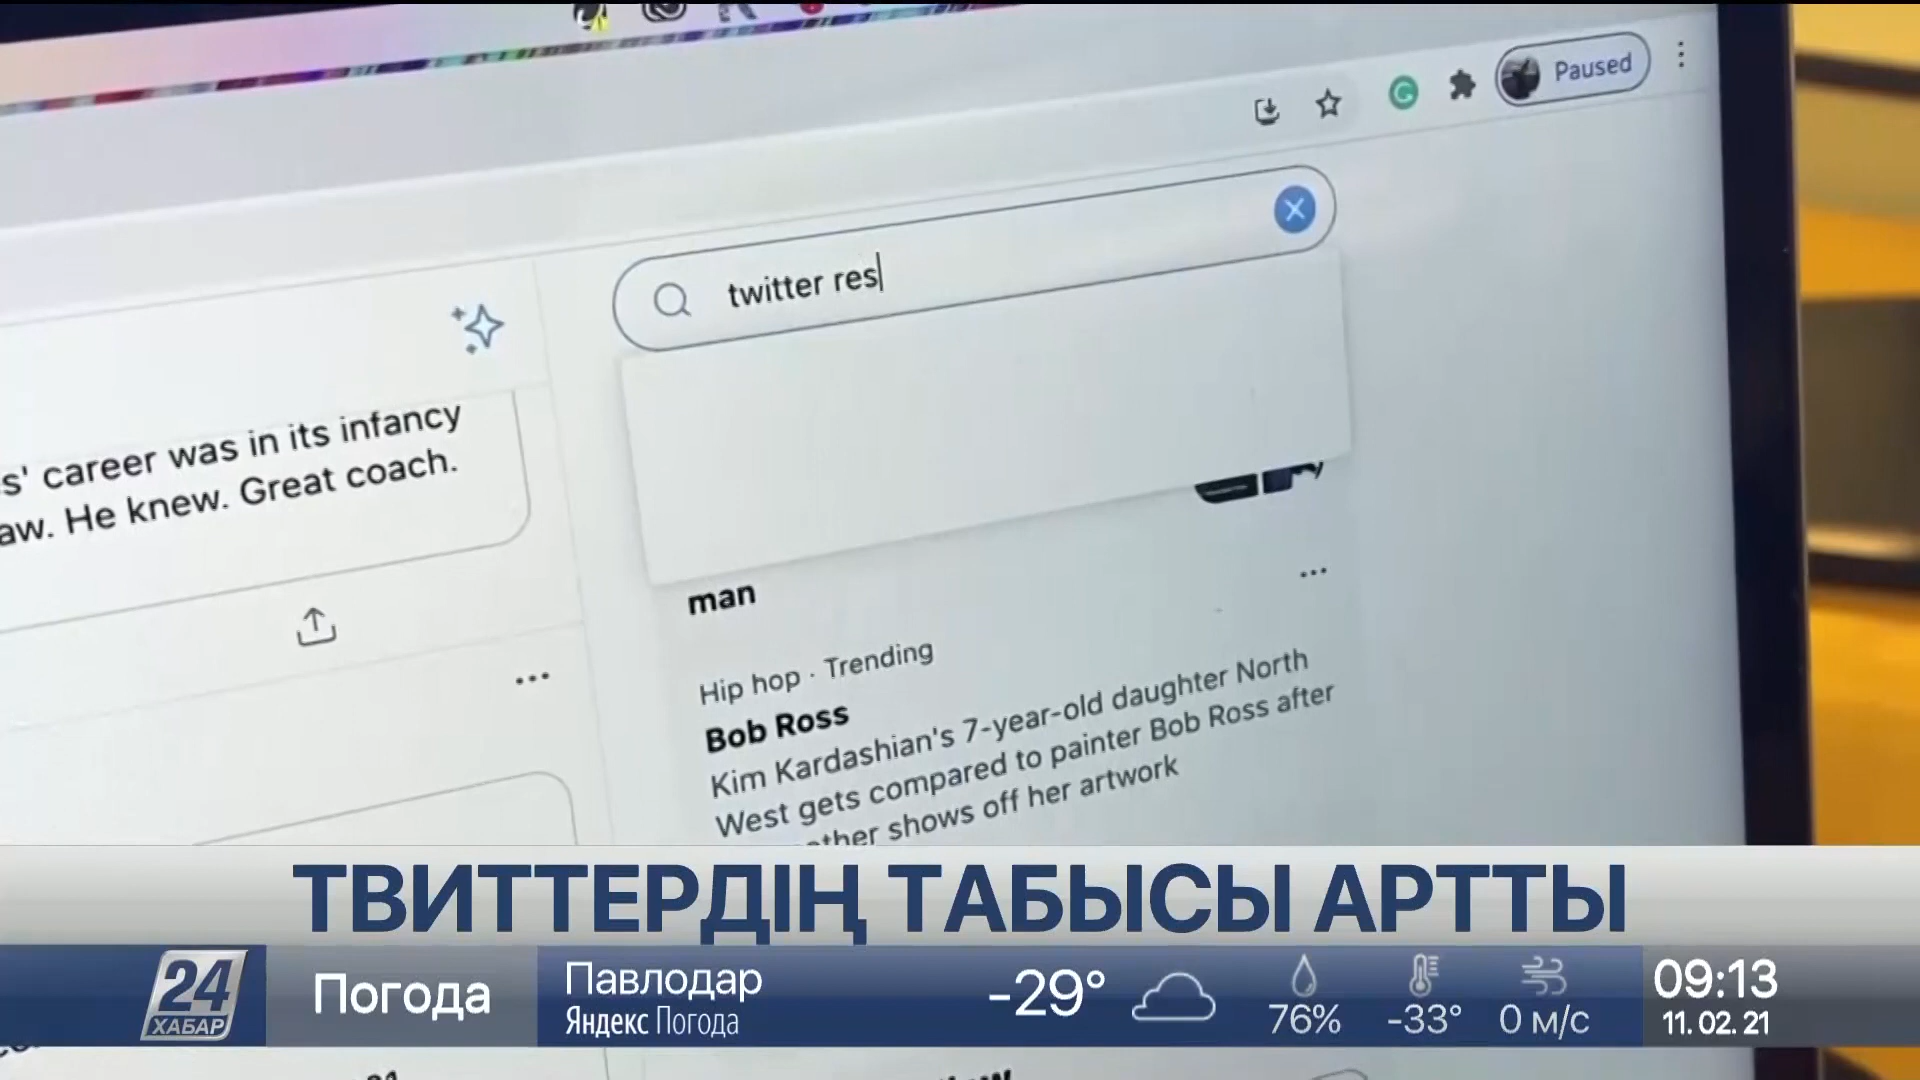 Paused
twitter res
s' career was in its infancy
aw. He knew. Great coach.
man
Hip hop · Trending
Bob Ross
Kim Kardashian's 7-year-old daughter North
West gets compared to painter Bob Ross after
shows off her artwork
ТВИТТЕРДІҢ ТАБЫСЫ АРТТЫ
24
ХАБАР
Погода
Павлодар
Яндекс Погода
-29°
76%
-33°
0 м/с
09:13
11. 02. 21